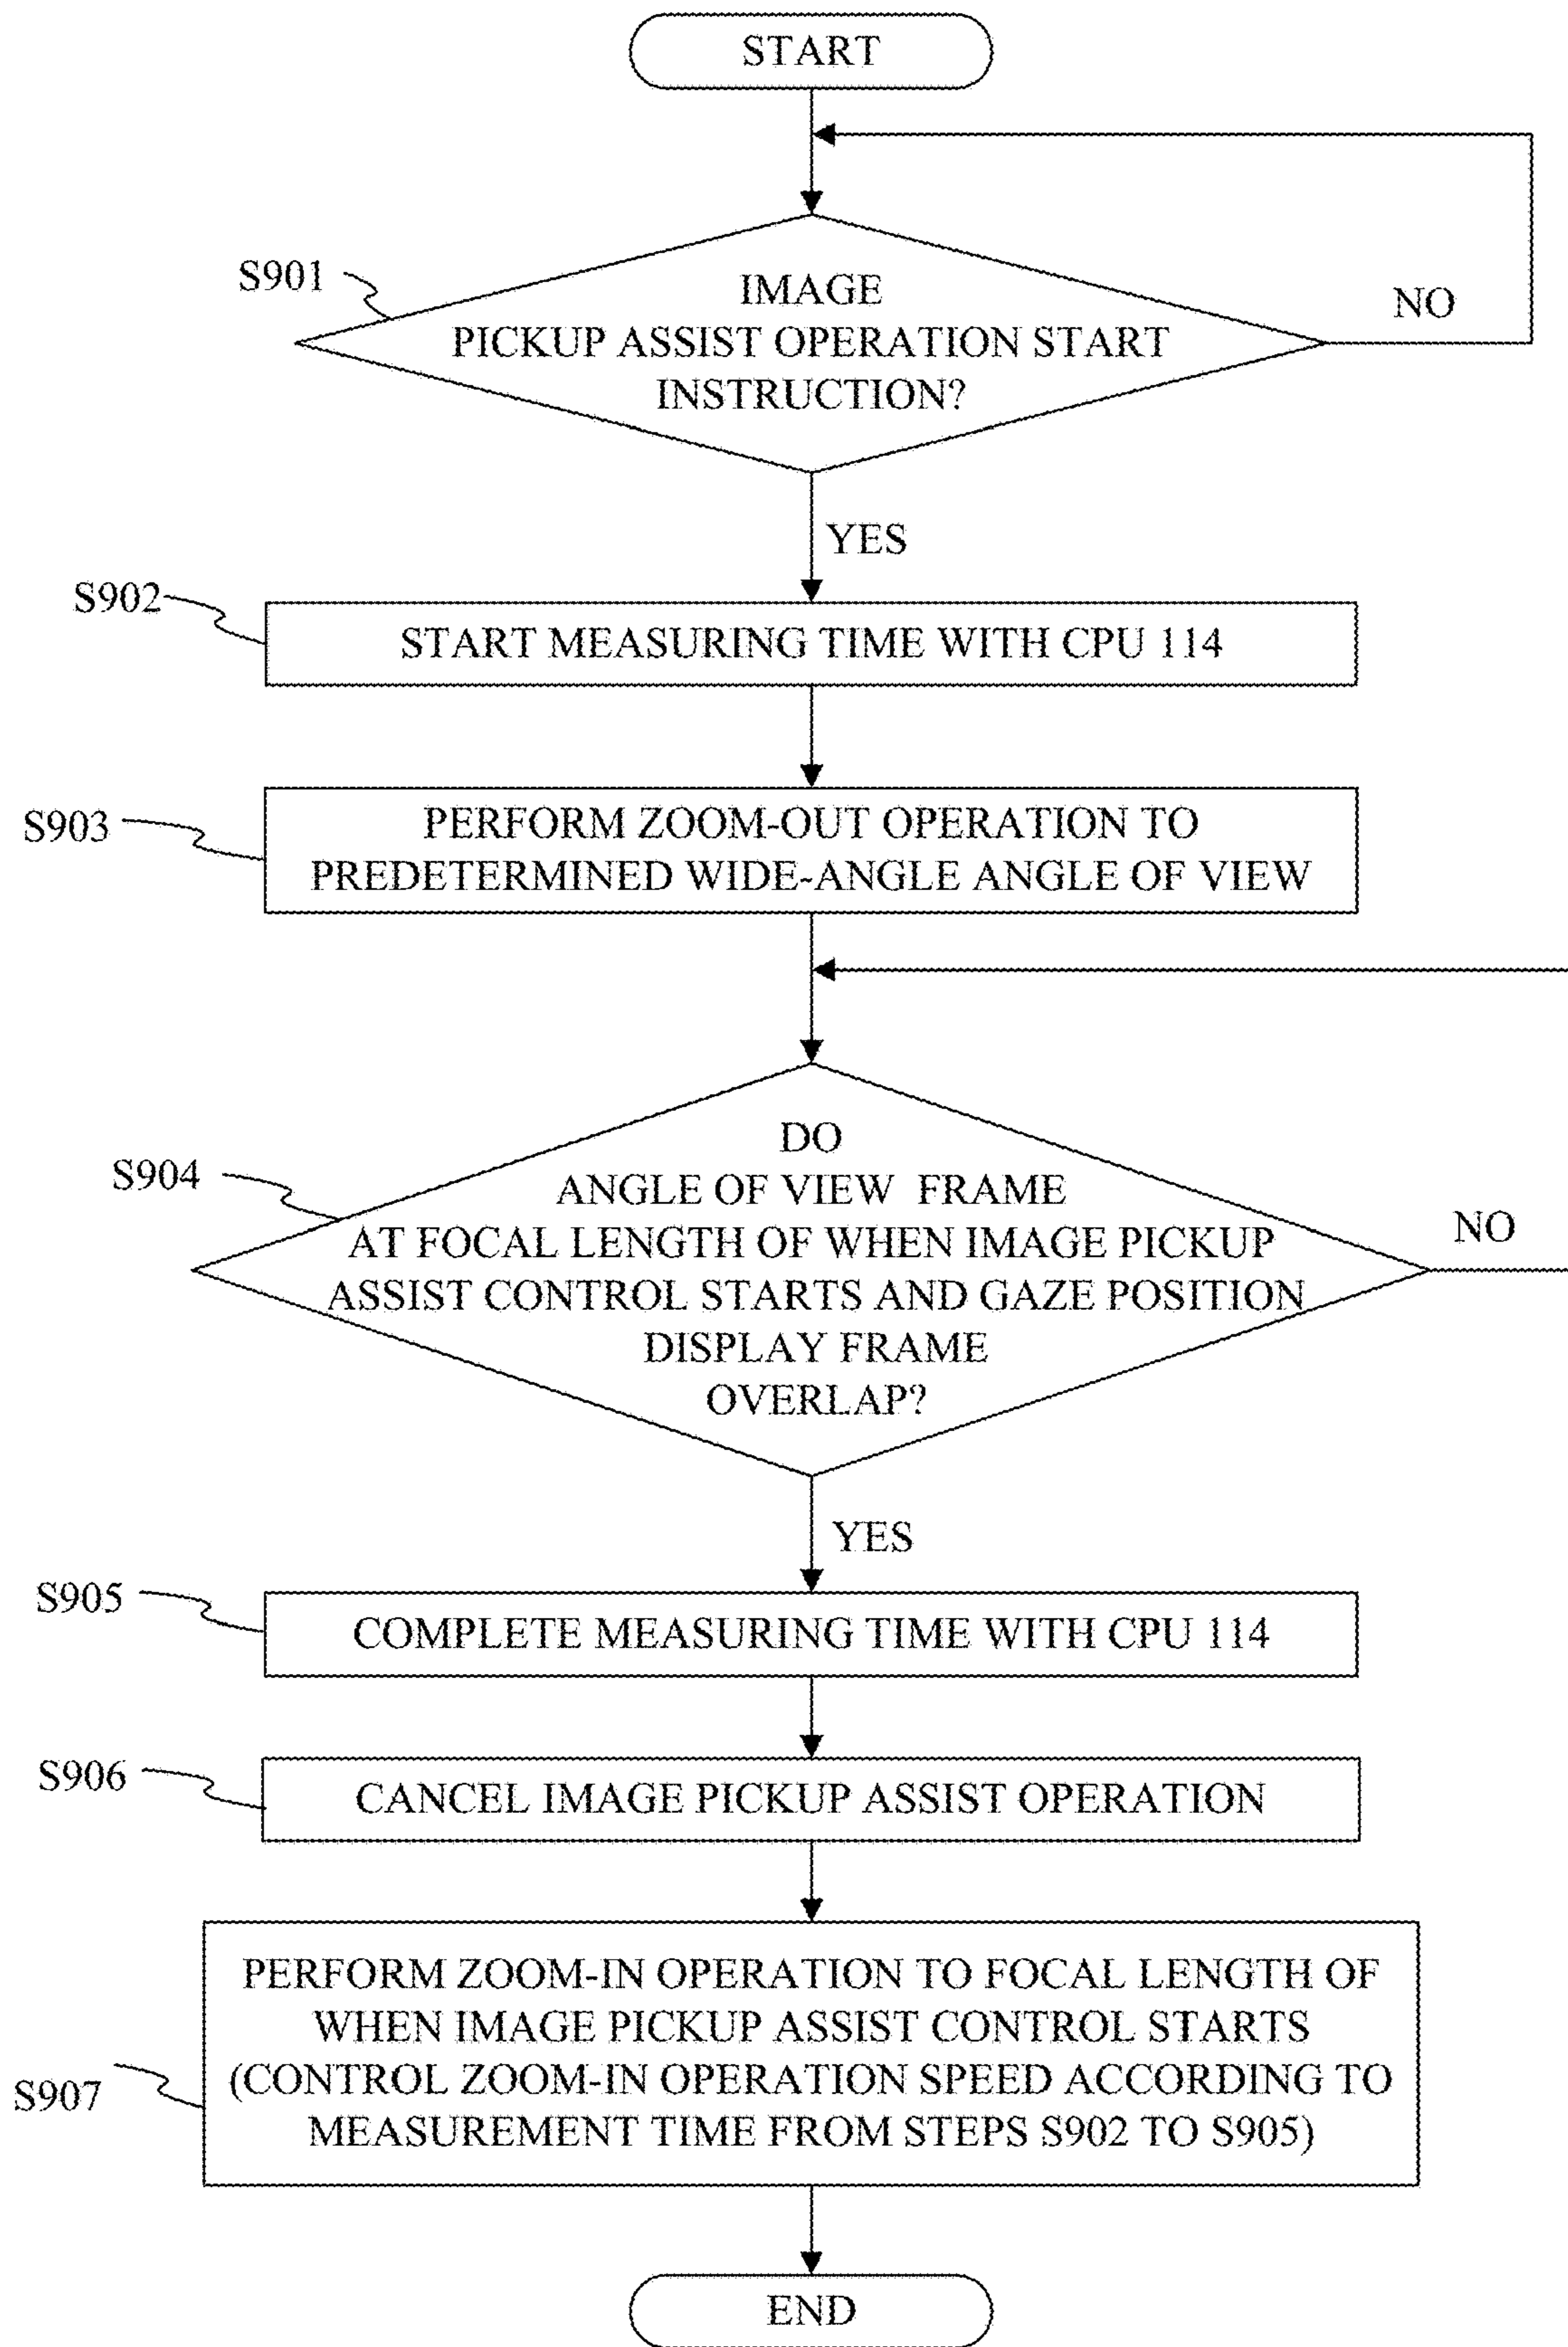 START
S901
IMAGE
PICKUP ASSIST OPERATION START
INSTRUCTION?
NO
YES
S902
START MEASURING TIME WITH CPU 114
S903
PERFORM ZOOM-OUT OPERATION TO
PREDETERMINED WIDE-ANGLE ANGLE OF VIEW
S904
DO
ANGLE OF VIEW FRAME
AT FOCAL LENGTH OF WHEN IMAGE PICKUP
ASSIST CONTROL STARTS AND GAZE POSITION
DISPLAY FRAME
OVERLAP?
NO
YES
S905
COMPLETE MEASURING TIME WITH CPU 114
S906
CANCEL IMAGE PICKUP ASSIST OPERATION
S907
PERFORM ZOOM-IN OPERATION TO FOCAL LENGTH OF
WHEN IMAGE PICKUP ASSIST CONTROL STARTS
(CONTROL ZOOM-IN OPERATION SPEED ACCORDING TO
MEASUREMENT TIME FROM STEPS S902 TO S905)
END